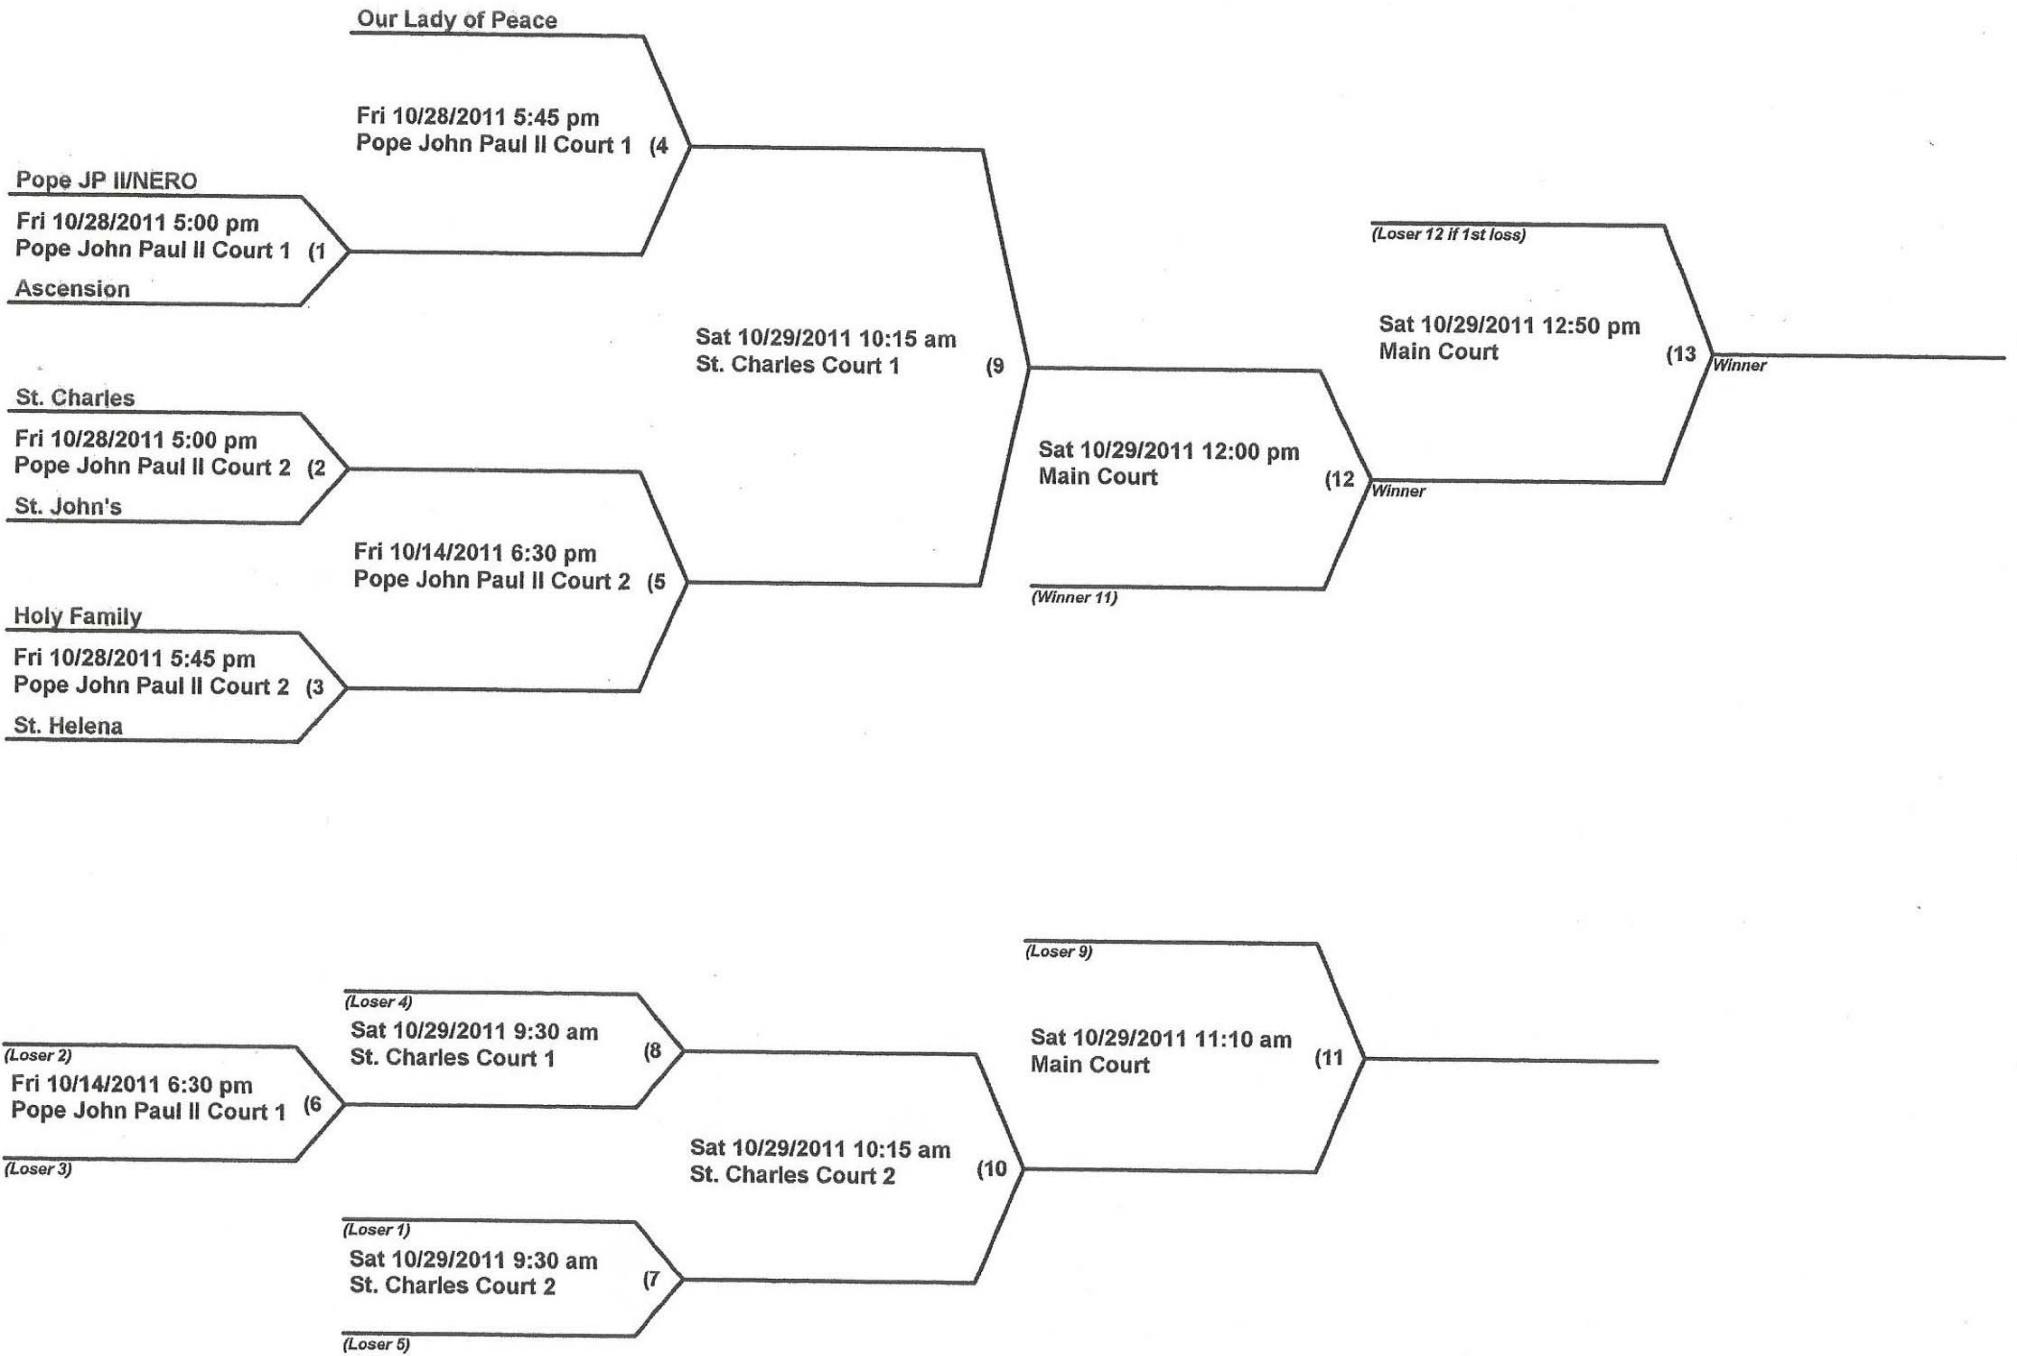 Our Lady of Peace
Fri 10/28/2011 5:45 pm
Pope John Paul II Court 1 (4
Pope JP II/NERO
Fri 10/28/2011 5:00 pm
Pope John Paul II Court 1 (1
Ascension
(Loser 12 if 1st loss)
Sat 10/29/2011 12:50 pm
Main Court (13
Winner
Sat 10/29/2011 10:15 am
St. Charles Court 1 (9
St. Charles
Fri 10/28/2011 5:00 pm
Pope John Paul II Court 2 (2
St. John's
Sat 10/29/2011 12:00 pm
Main Court (12
Winner
Fri 10/14/2011 6:30 pm
Pope John Paul II Court 2 (5
(Winner 11)
Holy Family
Fri 10/28/2011 5:45 pm
Pope John Paul II Court 2 (3
St. Helena
(Loser 9)
Sat 10/29/2011 11:10 am
Main Court (11
(Loser 4)
Sat 10/29/2011 9:30 am
St. Charles Court 1 (8
(Loser 2)
Fri 10/14/2011 6:30 pm
Pope John Paul II Court 1 (6
(Loser 3)
Sat 10/29/2011 10:15 am
St. Charles Court 2 (10
(Loser 1)
Sat 10/29/2011 9:30 am
St. Charles Court 2 (7
(Loser 5)